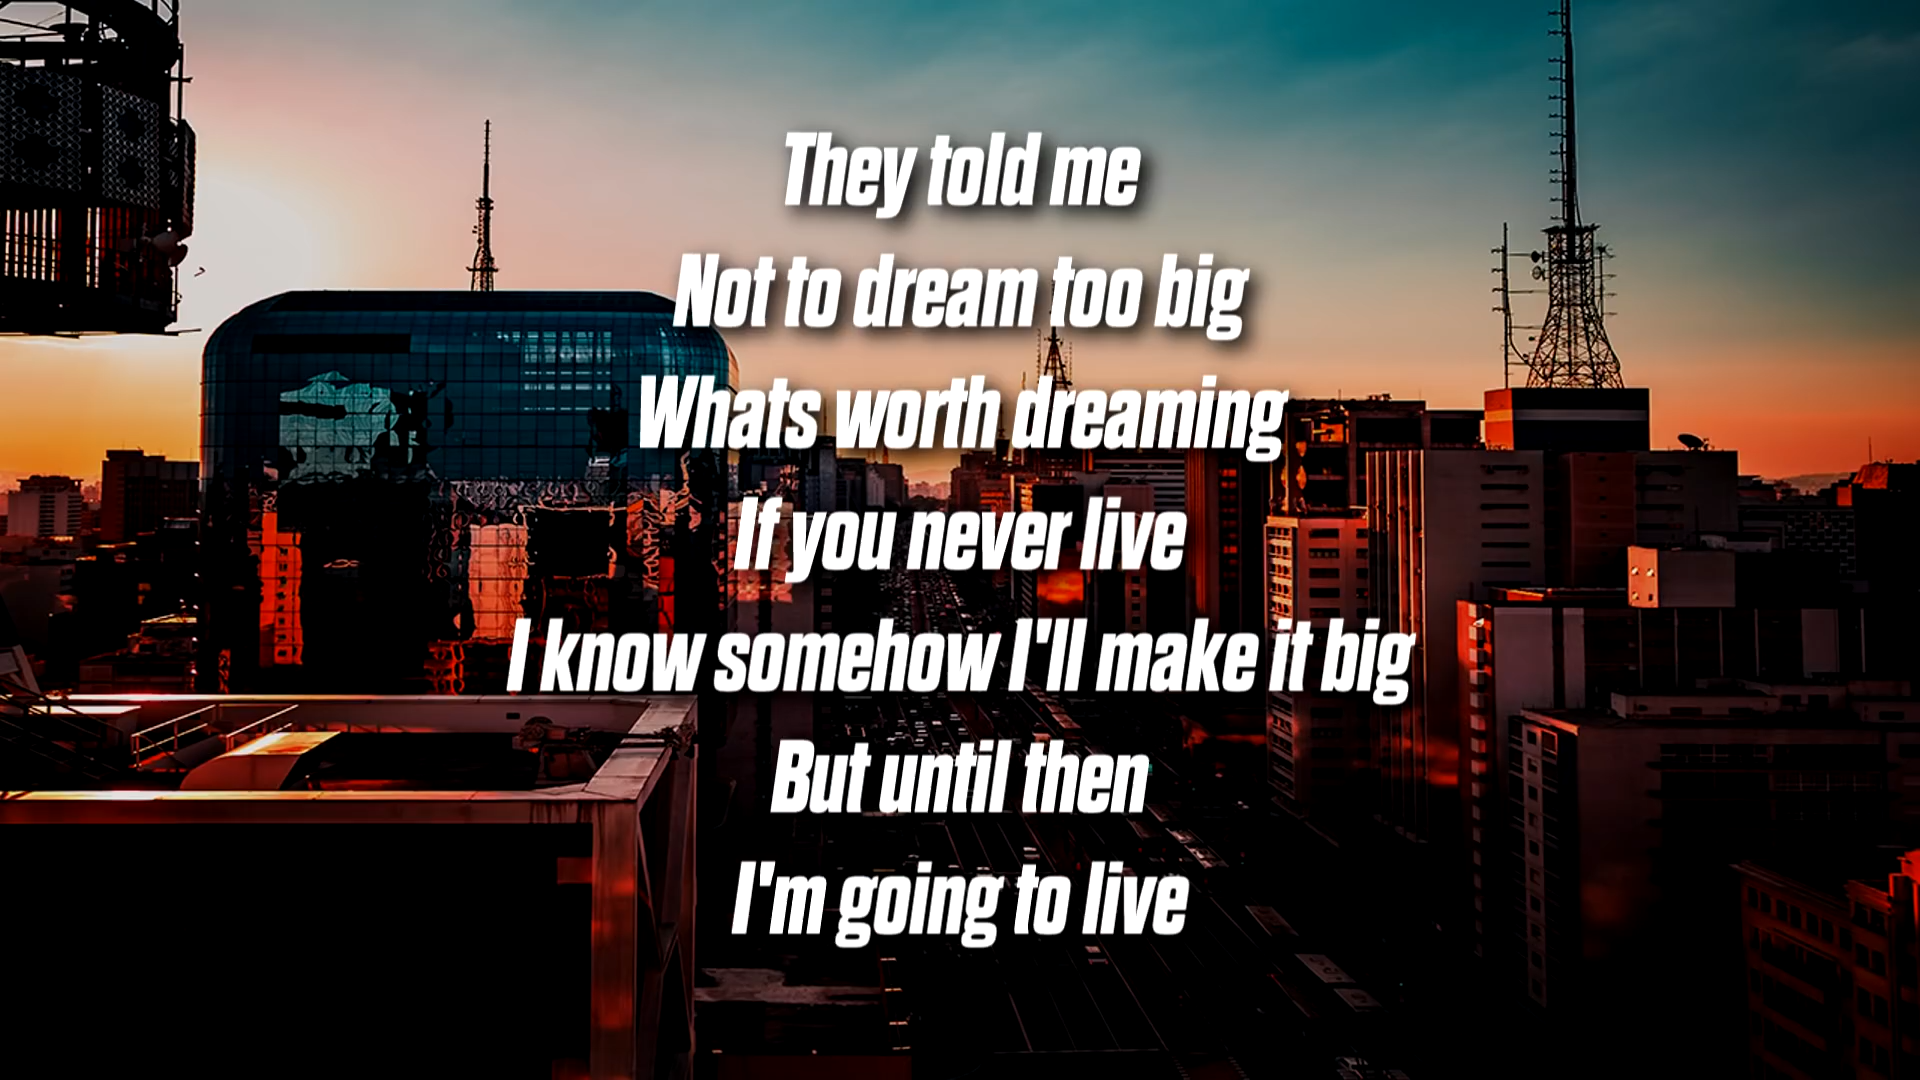 They told me
Not to dream too big
Whats worth dreaming
If you never live
I know somehow I'll make it big
But until then
I'm going to live